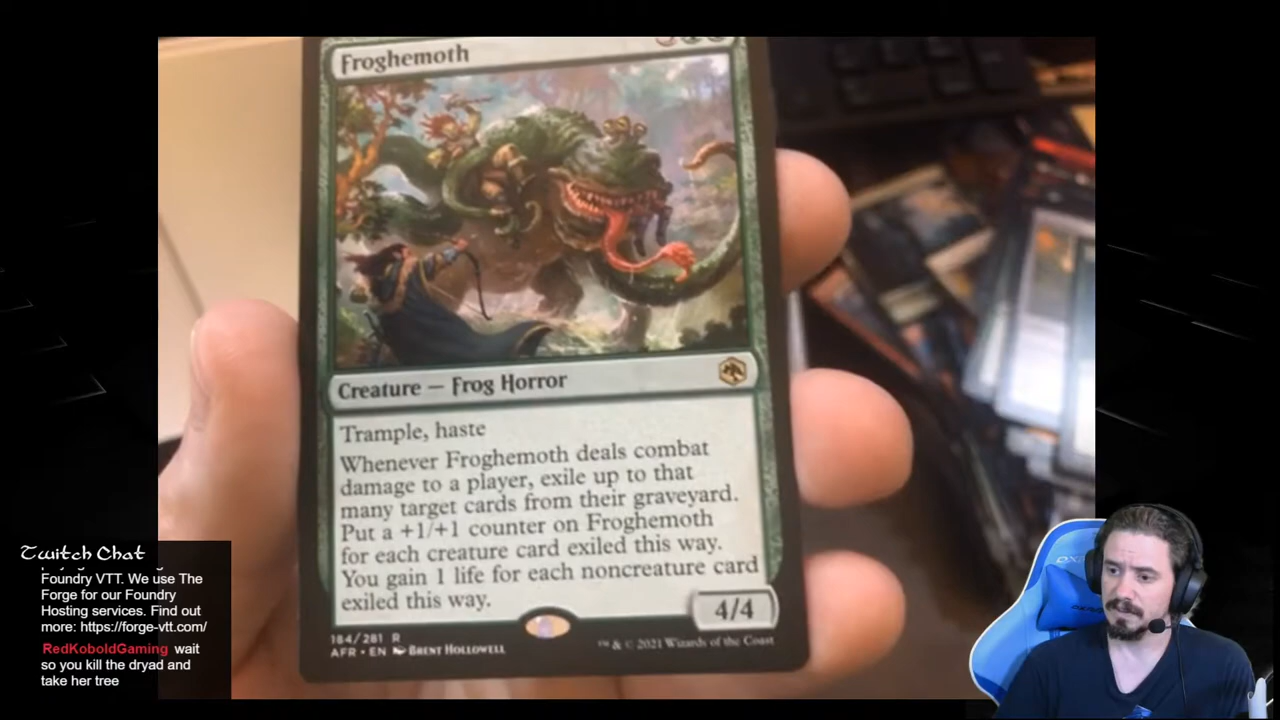 Froghemoth
Creature — Frog Horror
Trample, haste
Whenever Froghemoth deals combat
damage to a player, exile up to that
many target cards from their graveyard.
Put a +1/+1 counter on Froghemoth
for each creature card exiled this way.
You gain 1 life for each noncreature card
exiled this way.
4/4
184/281 R
AFR • EN BRENT HOLLOWELL
™ & © 2021 Wizards of the Coast
Twitch Chat
Foundry VTT. We use The
Forge for our Foundry
Hosting services. Find out
more: https://forge-vtt.com/
RedKoboldGaming wait
so you kill the dryad and
take her tree